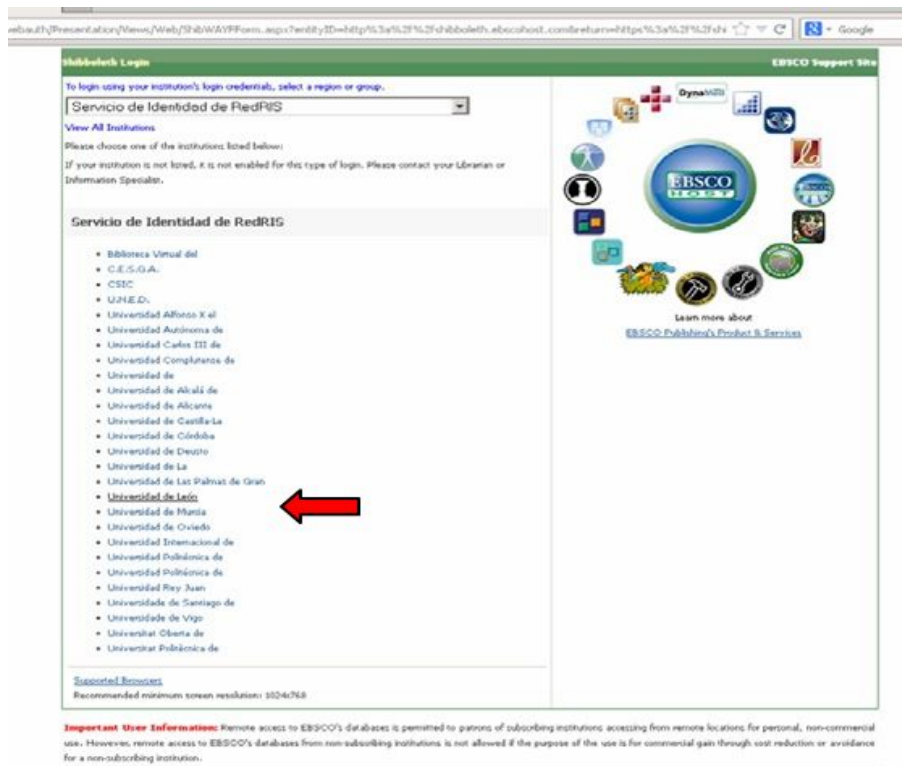 ebauth/Presentation/Views/Web/ShibWAYFForm.aspx?entityID=http%3a%2f%2fshibboleth.ebscohost.com&return=https%3a%2f%2fshi
Google
Shibboleth Login
EBSCO Support Site
To login using your institution's login credentials, select a region or group.
Servicio de Identidad de RedRIS
View All Institutions
Please choose one of the institutions listed below:
If your institution is not listed, it is not enabled for this type of login. Please contact your Librarian or
Information Specialist.
Servicio de Identidad de RedRIS
Biblioteca Virtual del
C.E.S.G.A.
CSIC
U.N.E.D.
Universidad Alfonso X el
Universidad Autónoma de
Universidad Carlos III de
Universidad Complutense de
Universidad de
Universidad de Alcalá de
Universidad de Alicante
Universidad de Castilla-La
Universidad de Córdoba
Universidad de Deusto
Universidad de La
Universidad de Las Palmas de Gran
Universidad de León
Universidad de Murcia
Universidad de Oviedo
Universidad Internacional de
Universidad Politécnica de
Universidad Politécnica de
Universidad Rey Juan
Universidade de Santiago de
Universidade de Vigo
Universitat Oberta de
Universitat Politècnica de
Supported Browsers
Recommended minimum screen resolution: 1024x768
DynaMed
EBSCO
HOST
Learn more about
EBSCO Publishing's Product & Services
Important User Information: Remote access to EBSCO's databases is permitted to patrons of subscribing institutions accessing from remote locations for personal, non-commercial
use. However, remote access to EBSCO's databases from non-subscribing institutions is not allowed if the purpose of the use is for commercial gain through cost reduction or avoidance
for a non-subscribing institution.